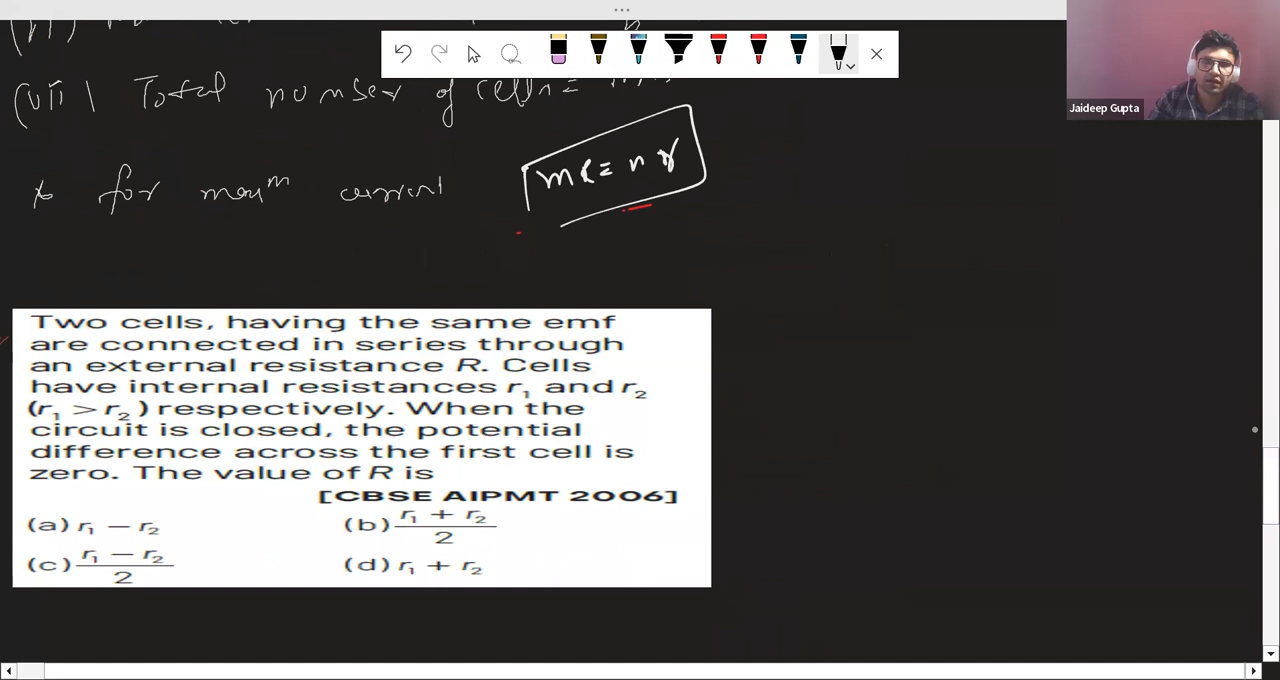 (vii) Total number of cells =
Jaideep Gupta
* for maxm current mR = nr
Two cells, having the same emf
are connected in series through
an external resistance R. Cells
have internal resistances r₁ and r₂
(r₁ > r₂) respectively. When the
circuit is closed, the potential
difference across the first cell is
zero. The value of R is
[CBSE AIPMT 2006]
(a) r₁ − r₂ (b) (r₁ + r₂)/2
(c) (r₁ − r₂)/2 (d) r₁ + r₂